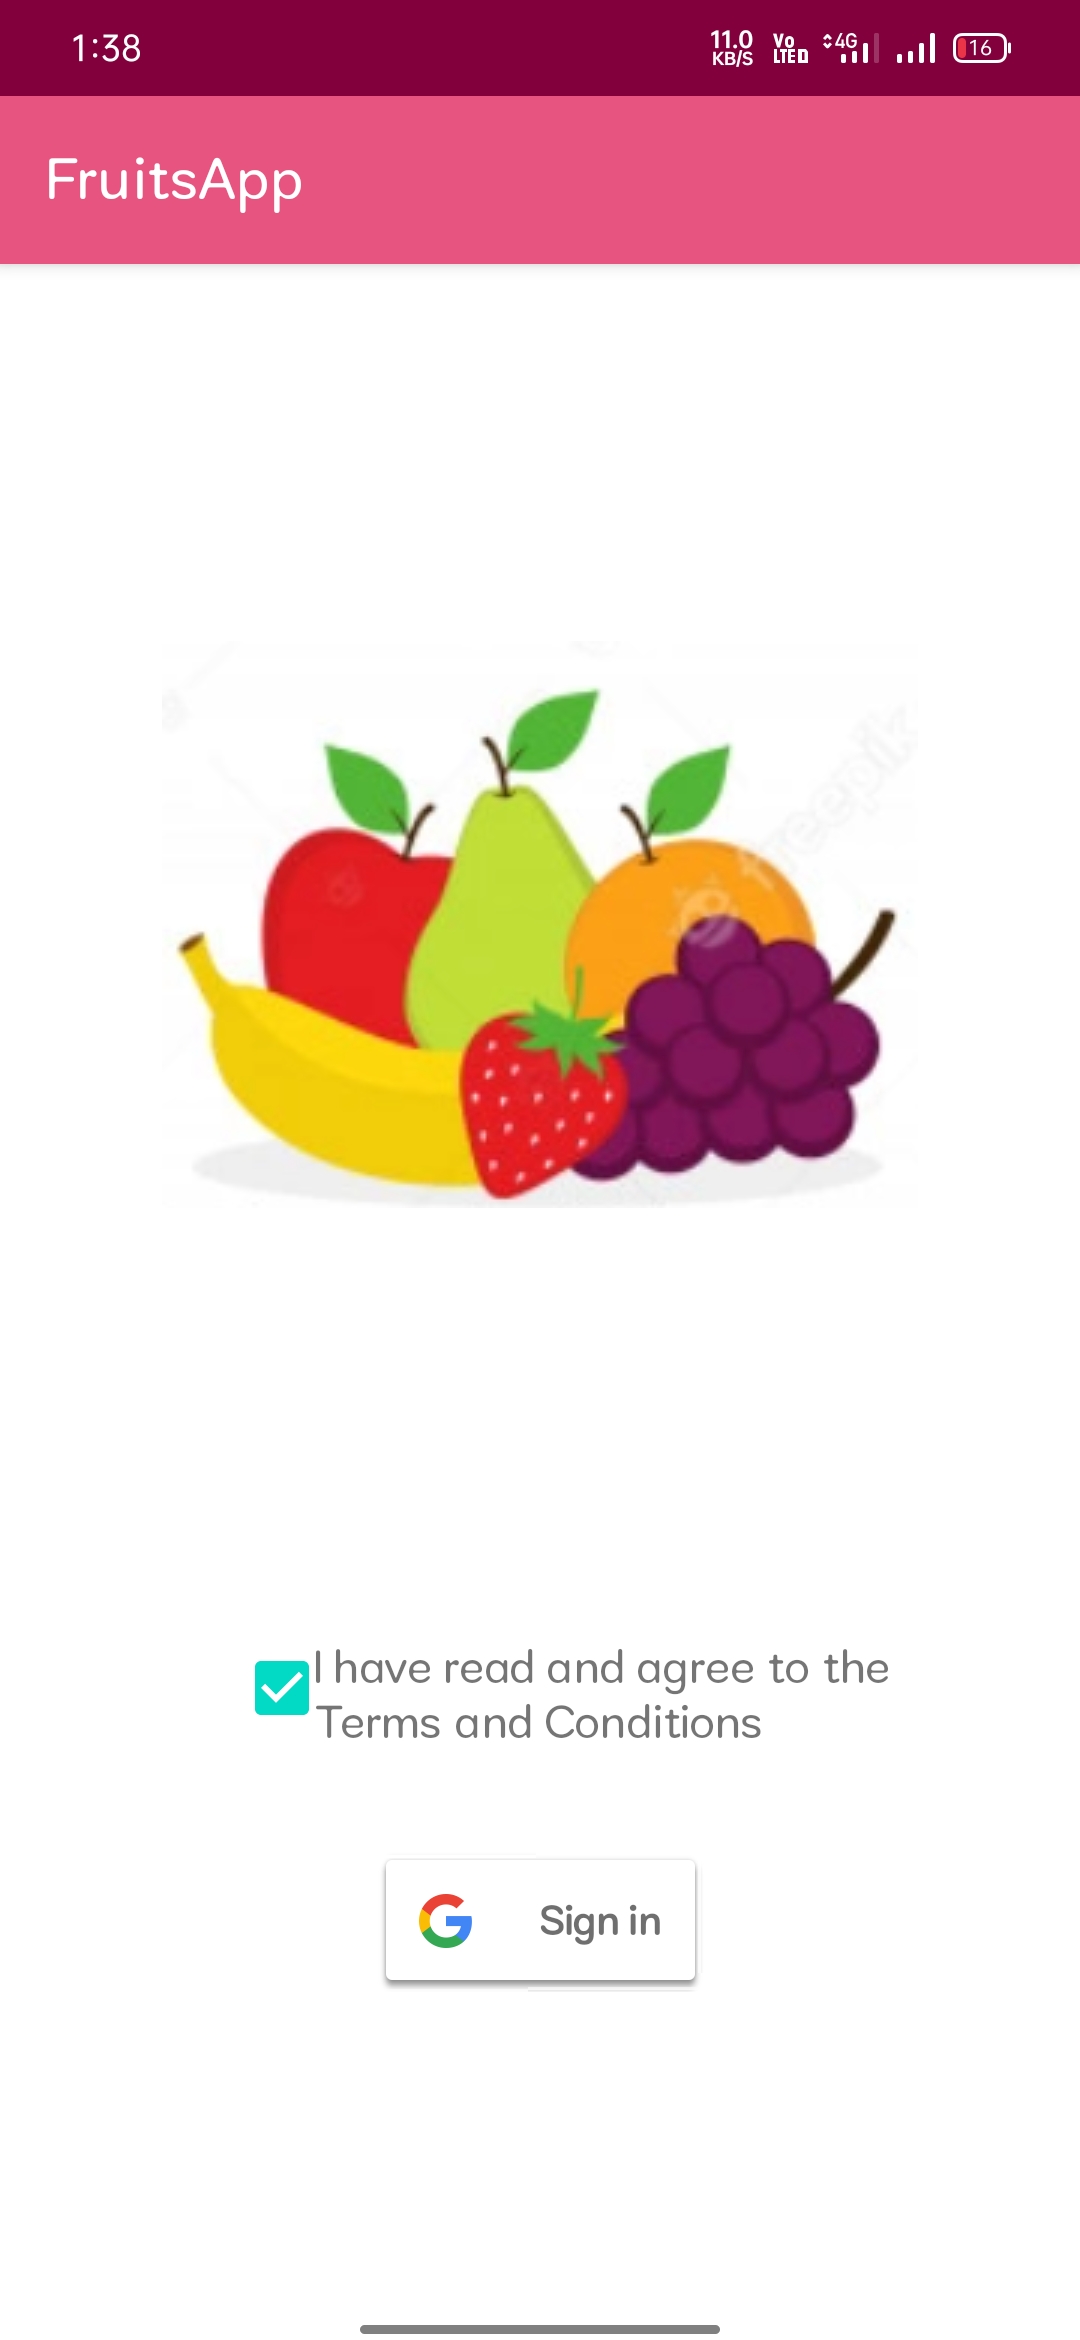 1:38
11.0
KB/S
Vo
LTE
4G
16
FruitsApp
freepik
I have read and agree to the
Terms and Conditions
Sign in